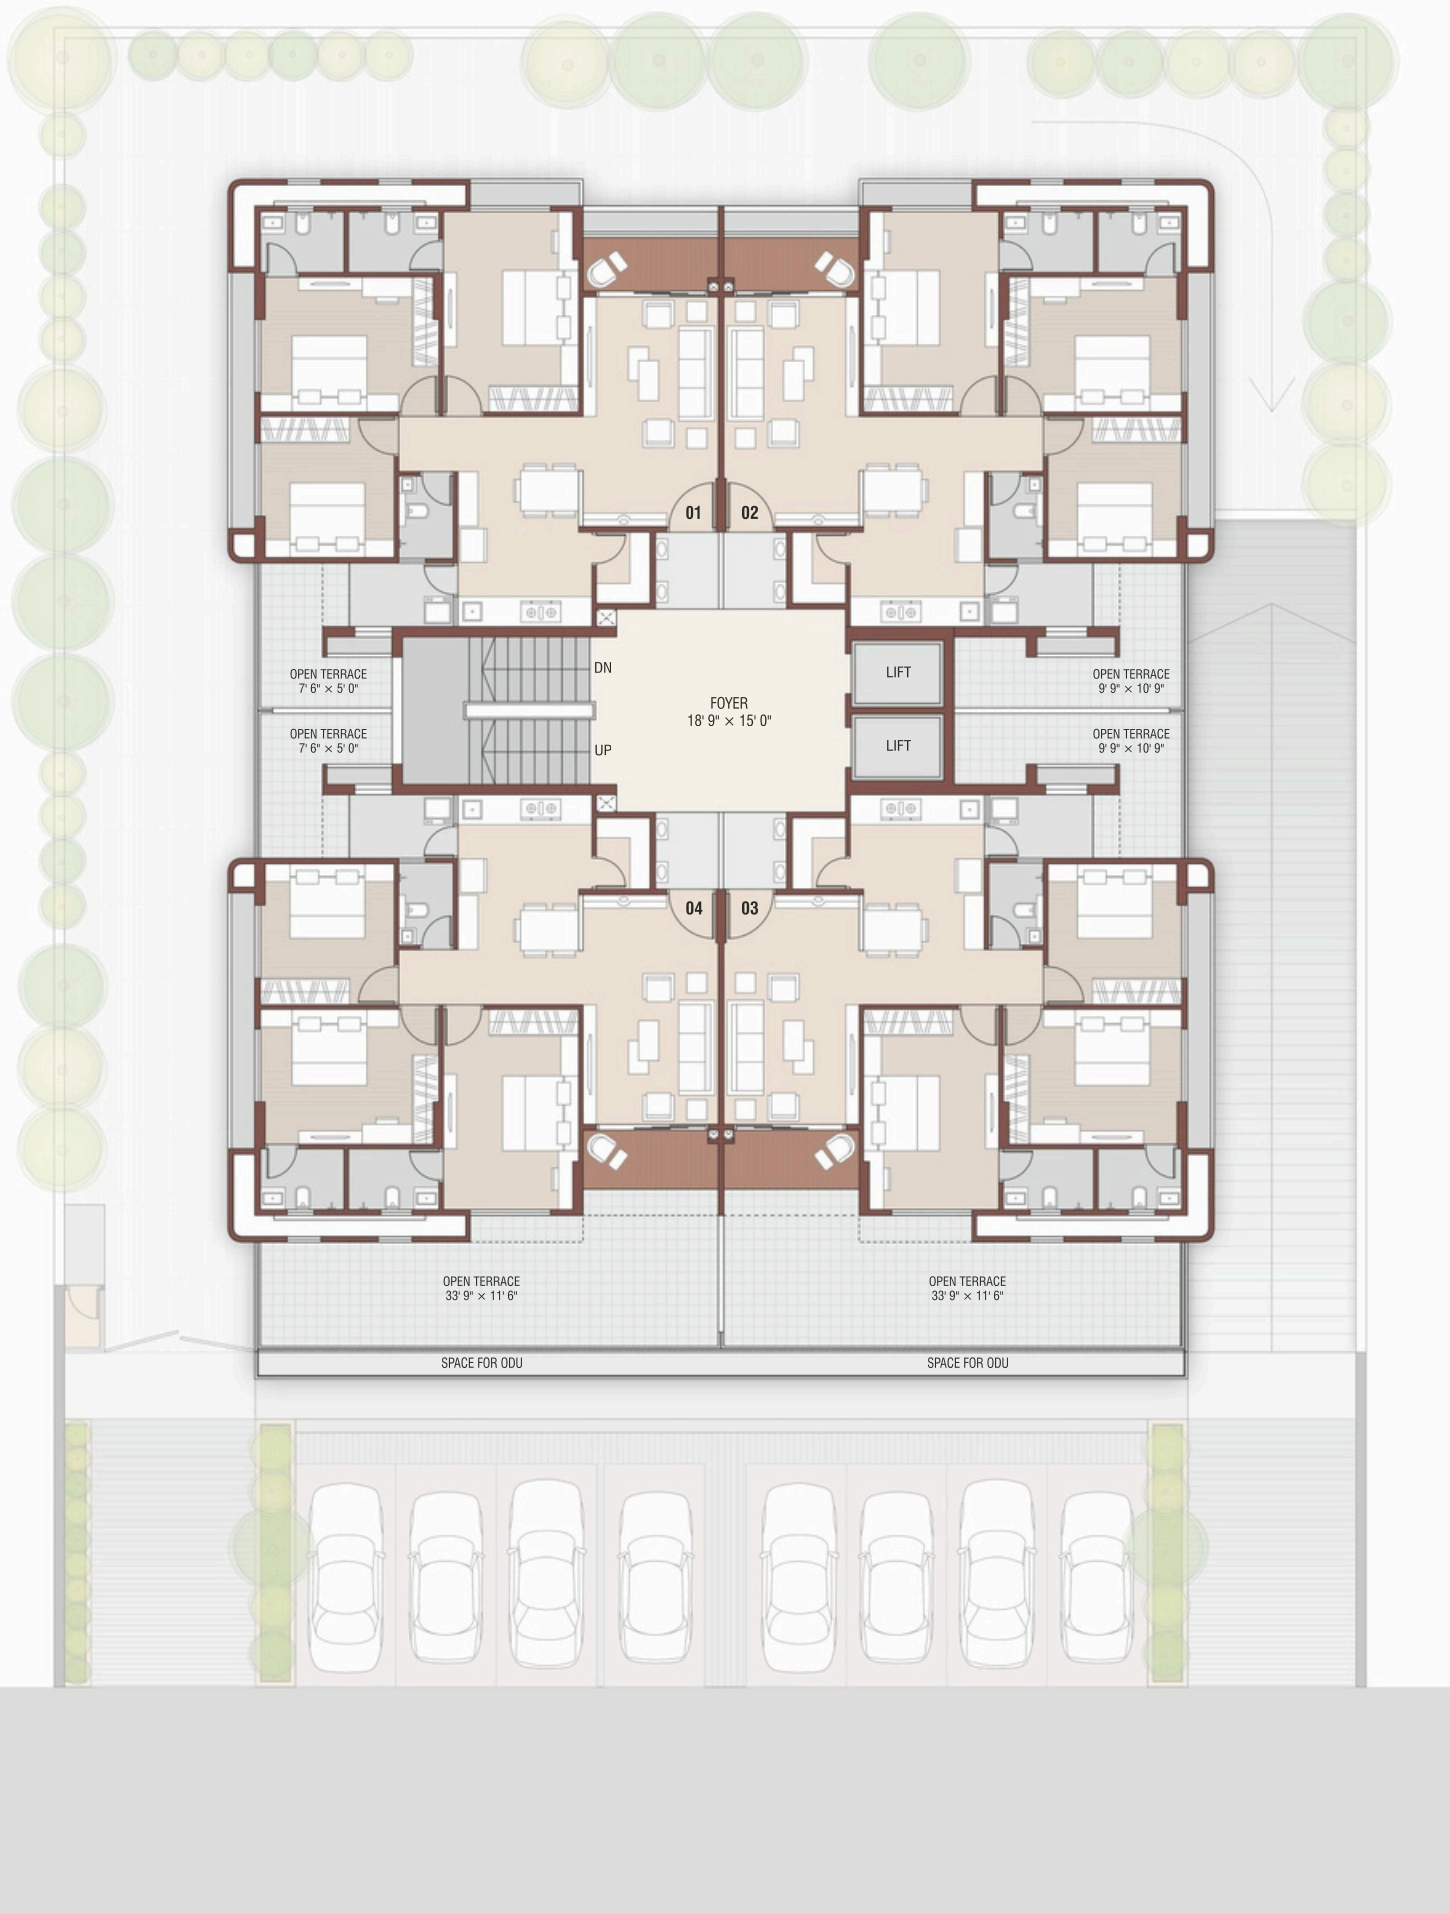 01
02
DN
OPEN TERRACE
7' 6" × 5' 0"
LIFT
OPEN TERRACE
9' 9" × 10' 9"
FOYER
18' 9" × 15' 0"
OPEN TERRACE
7' 6" × 5' 0"
UP
LIFT
OPEN TERRACE
9' 9" × 10' 9"
04
03
OPEN TERRACE
33' 9" × 11' 6"
OPEN TERRACE
33' 9" × 11' 6"
SPACE FOR ODU
SPACE FOR ODU